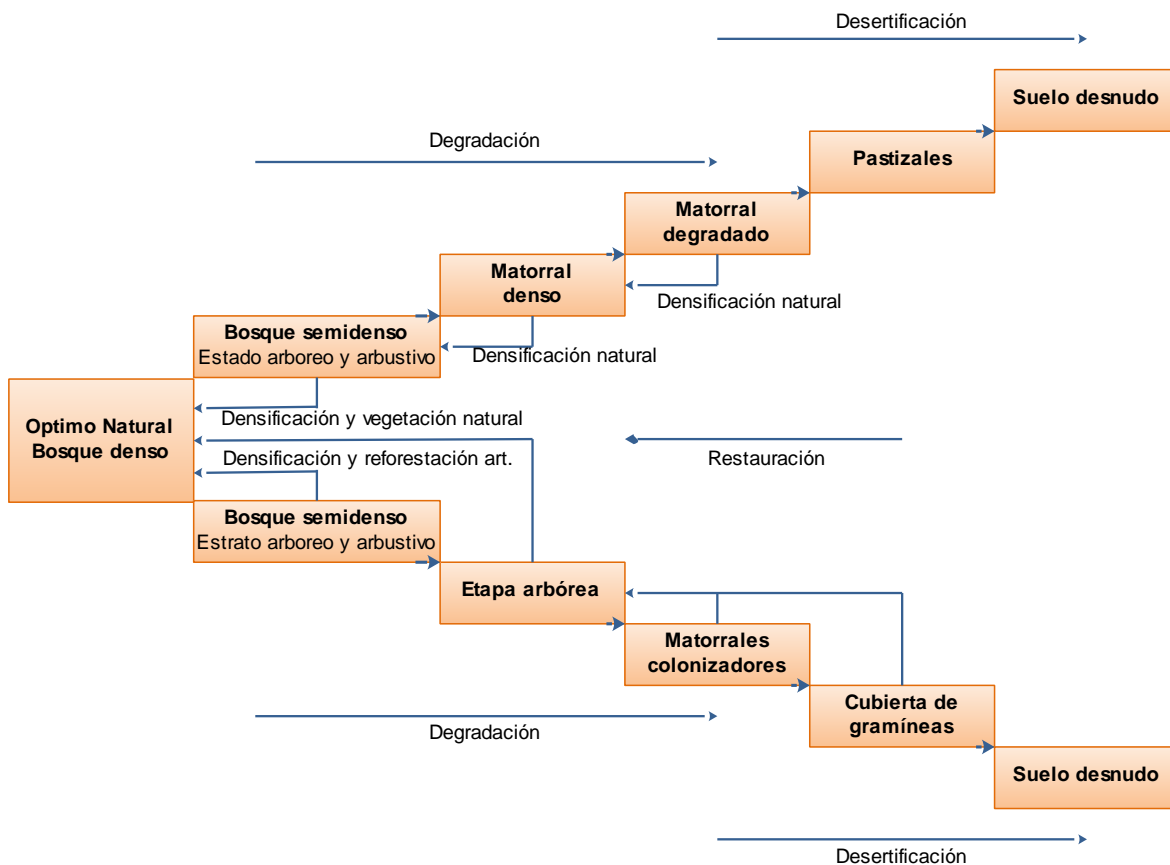 Desertificación
Suelo desnudo
Degradación
Pastizales
Matorral
degradado
Matorral
denso
Densificación natural
Bosque semidenso
Estado arboreo y arbustivo
Densificación natural
Optimo Natural
Bosque denso
Densificación y vegetación natural
Densificación y reforestación art.
Restauración
Bosque semidenso
Estrato arboreo y arbustivo
Etapa arbórea
Matorrales
colonizadores
Cubierta de
gramíneas
Degradación
Suelo desnudo
Desertificación